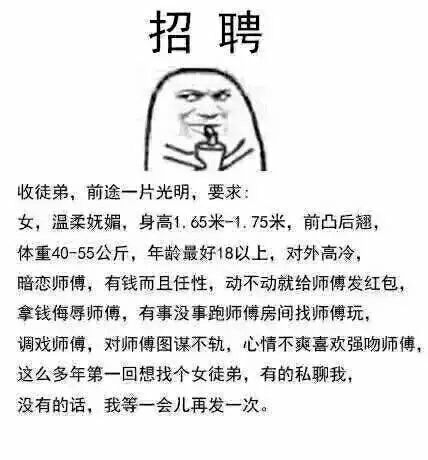 招 聘
收徒弟，前途一片光明，要求:
女，温柔妩媚，身高1.65米-1.75米，前凸后翘，
体重40-55公斤，年龄最好18以上，对外高冷，
暗恋师傅，有钱而且任性，动不动就给师傅发红包，
拿钱侮辱师傅，有事没事跑师傅房间找师傅玩，
调戏师傅，对师傅图谋不轨，心情不爽喜欢强吻师傅，
这么多年第一回想找个女徒弟，有的私聊我，
没有的话，我等一会儿再发一次。